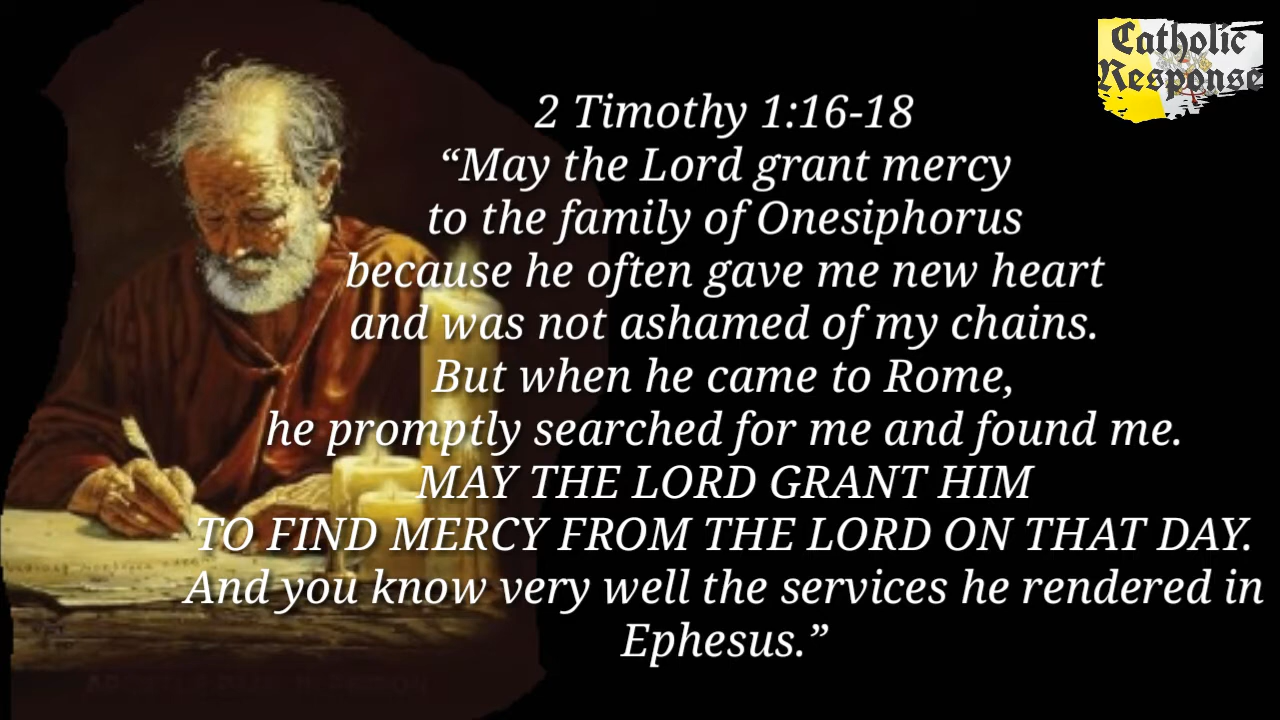 Catholic
Response
2 Timothy 1:16-18
“May the Lord grant mercy
to the family of Onesiphorus
because he often gave me new heart
and was not ashamed of my chains.
But when he came to Rome,
he promptly searched for me and found me.
MAY THE LORD GRANT HIM
TO FIND MERCY FROM THE LORD ON THAT DAY.
And you know very well the services he rendered in
Ephesus.”